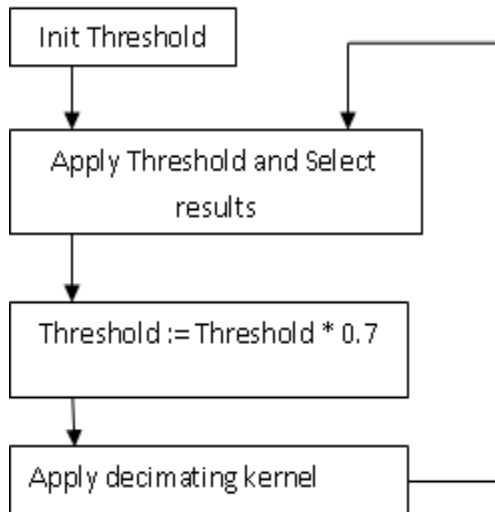 Init Threshold
Apply Threshold and Select
results
Threshold := Threshold * 0.7
Apply decimating kernel